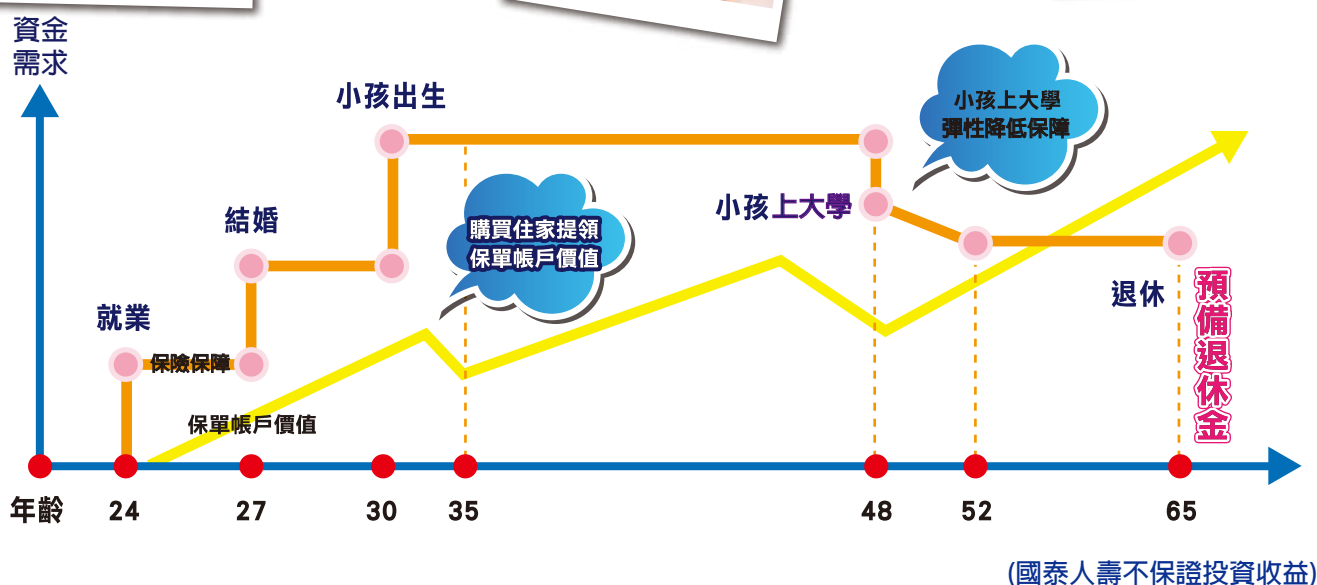 資金
需求
小孩出生
小孩上大學
彈性降低保障
結婚
購買住家提領
保單帳戶價值
小孩上大學
就業
退休
預備退休金
保險保障
保單帳戶價值
年齡 24 27 30 35 48 52 65
(國泰人壽不保證投資收益)